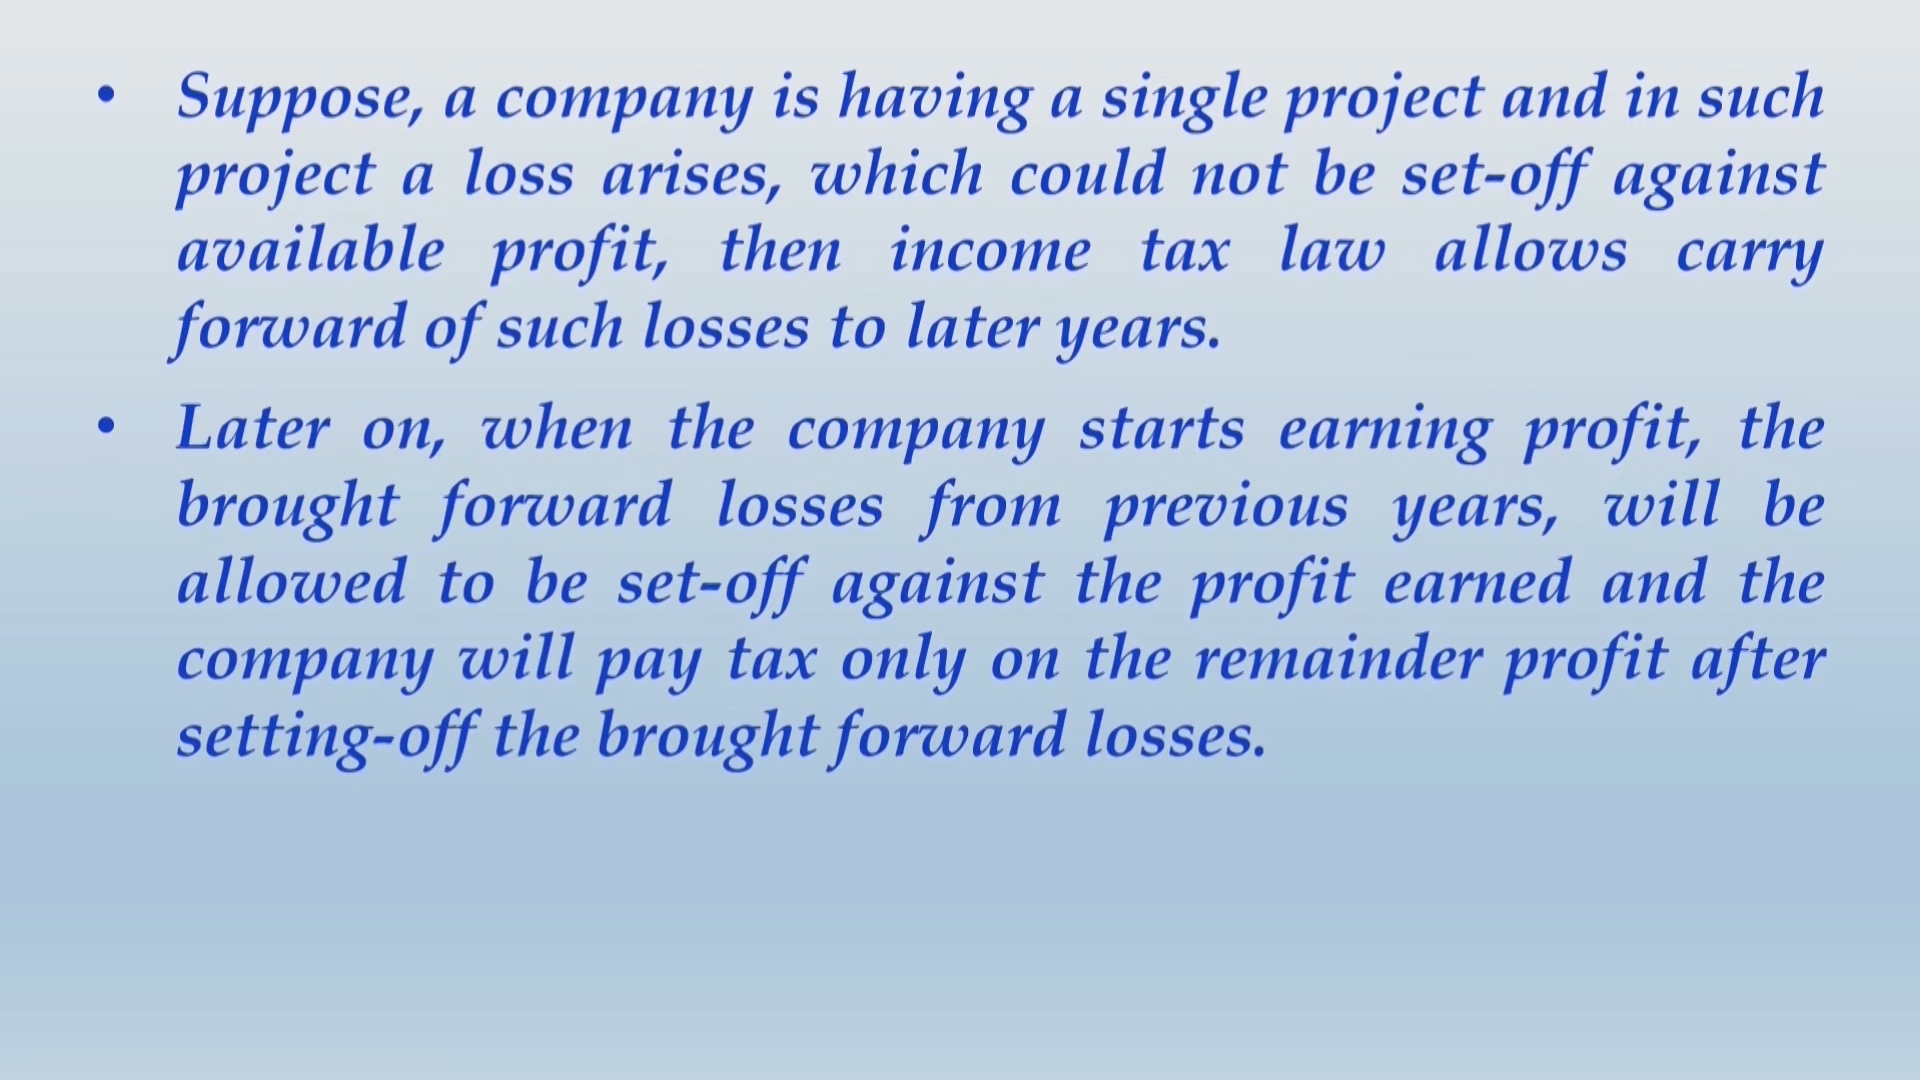 • Suppose, a company is having a single project and in such
project a loss arises, which could not be set-off against
available profit, then income tax law allows carry
forward of such losses to later years.
• Later on, when the company starts earning profit, the
brought forward losses from previous years, will be
allowed to be set-off against the profit earned and the
company will pay tax only on the remainder profit after
setting-off the brought forward losses.